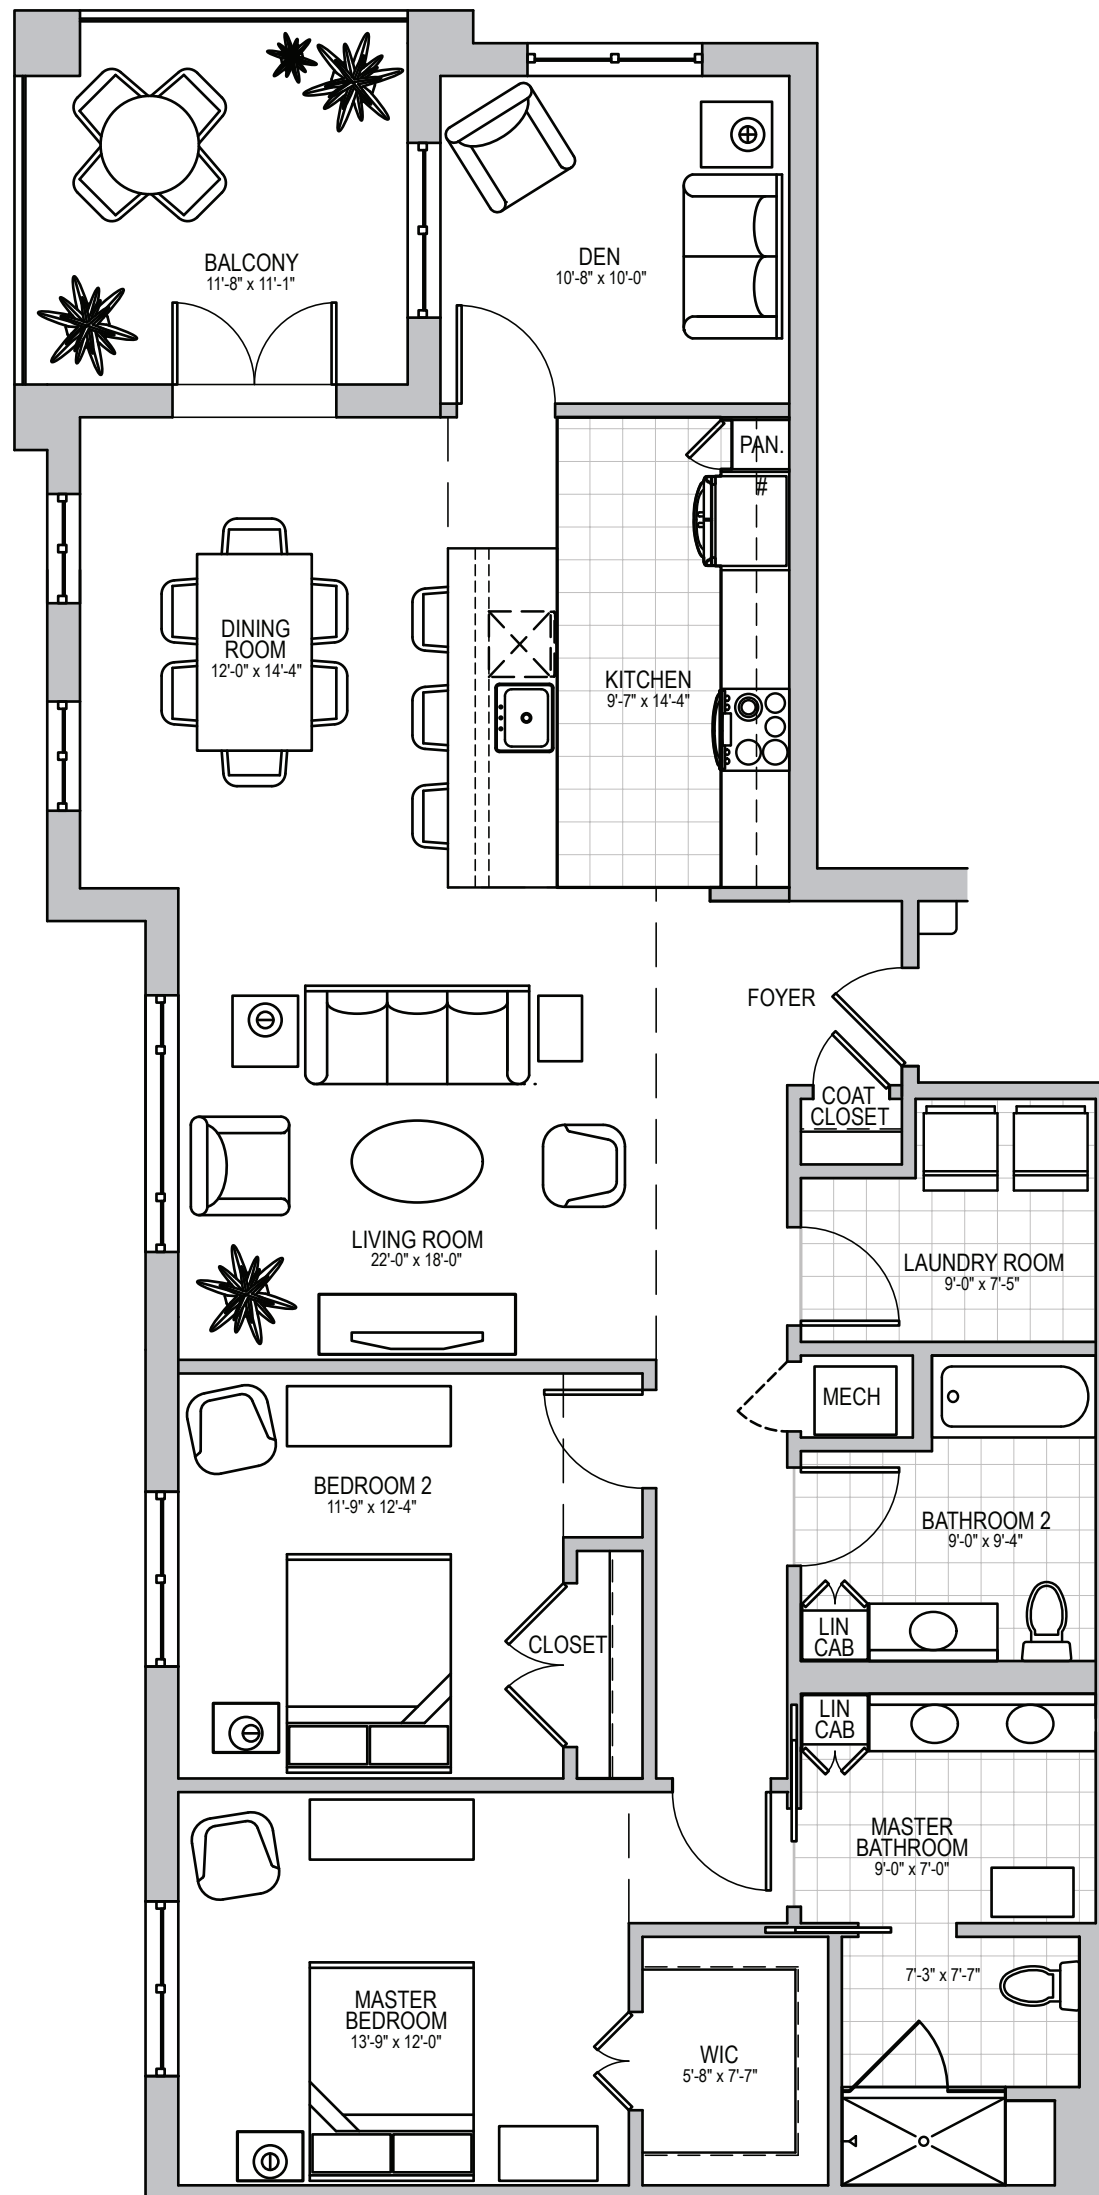 BALCONY
11'-8" x 11'-1"
DEN
10'-8" x 10'-0"
PAN.
#
DINING
ROOM
12'-0" x 14'-4"
KITCHEN
9'-7" x 14'-4"
FOYER
COAT
CLOSET
LIVING ROOM
22'-0" x 18'-0"
LAUNDRY ROOM
9'-0" x 7'-5"
MECH
BEDROOM 2
11'-9" x 12'-4"
BATHROOM 2
9'-0" x 9'-4"
CLOSET
LIN
CAB
LIN
CAB
MASTER
BATHROOM
9'-0" x 7'-0"
7'-3" x 7'-7"
MASTER
BEDROOM
13'-9" x 12'-0"
WIC
5'-8" x 7'-7"